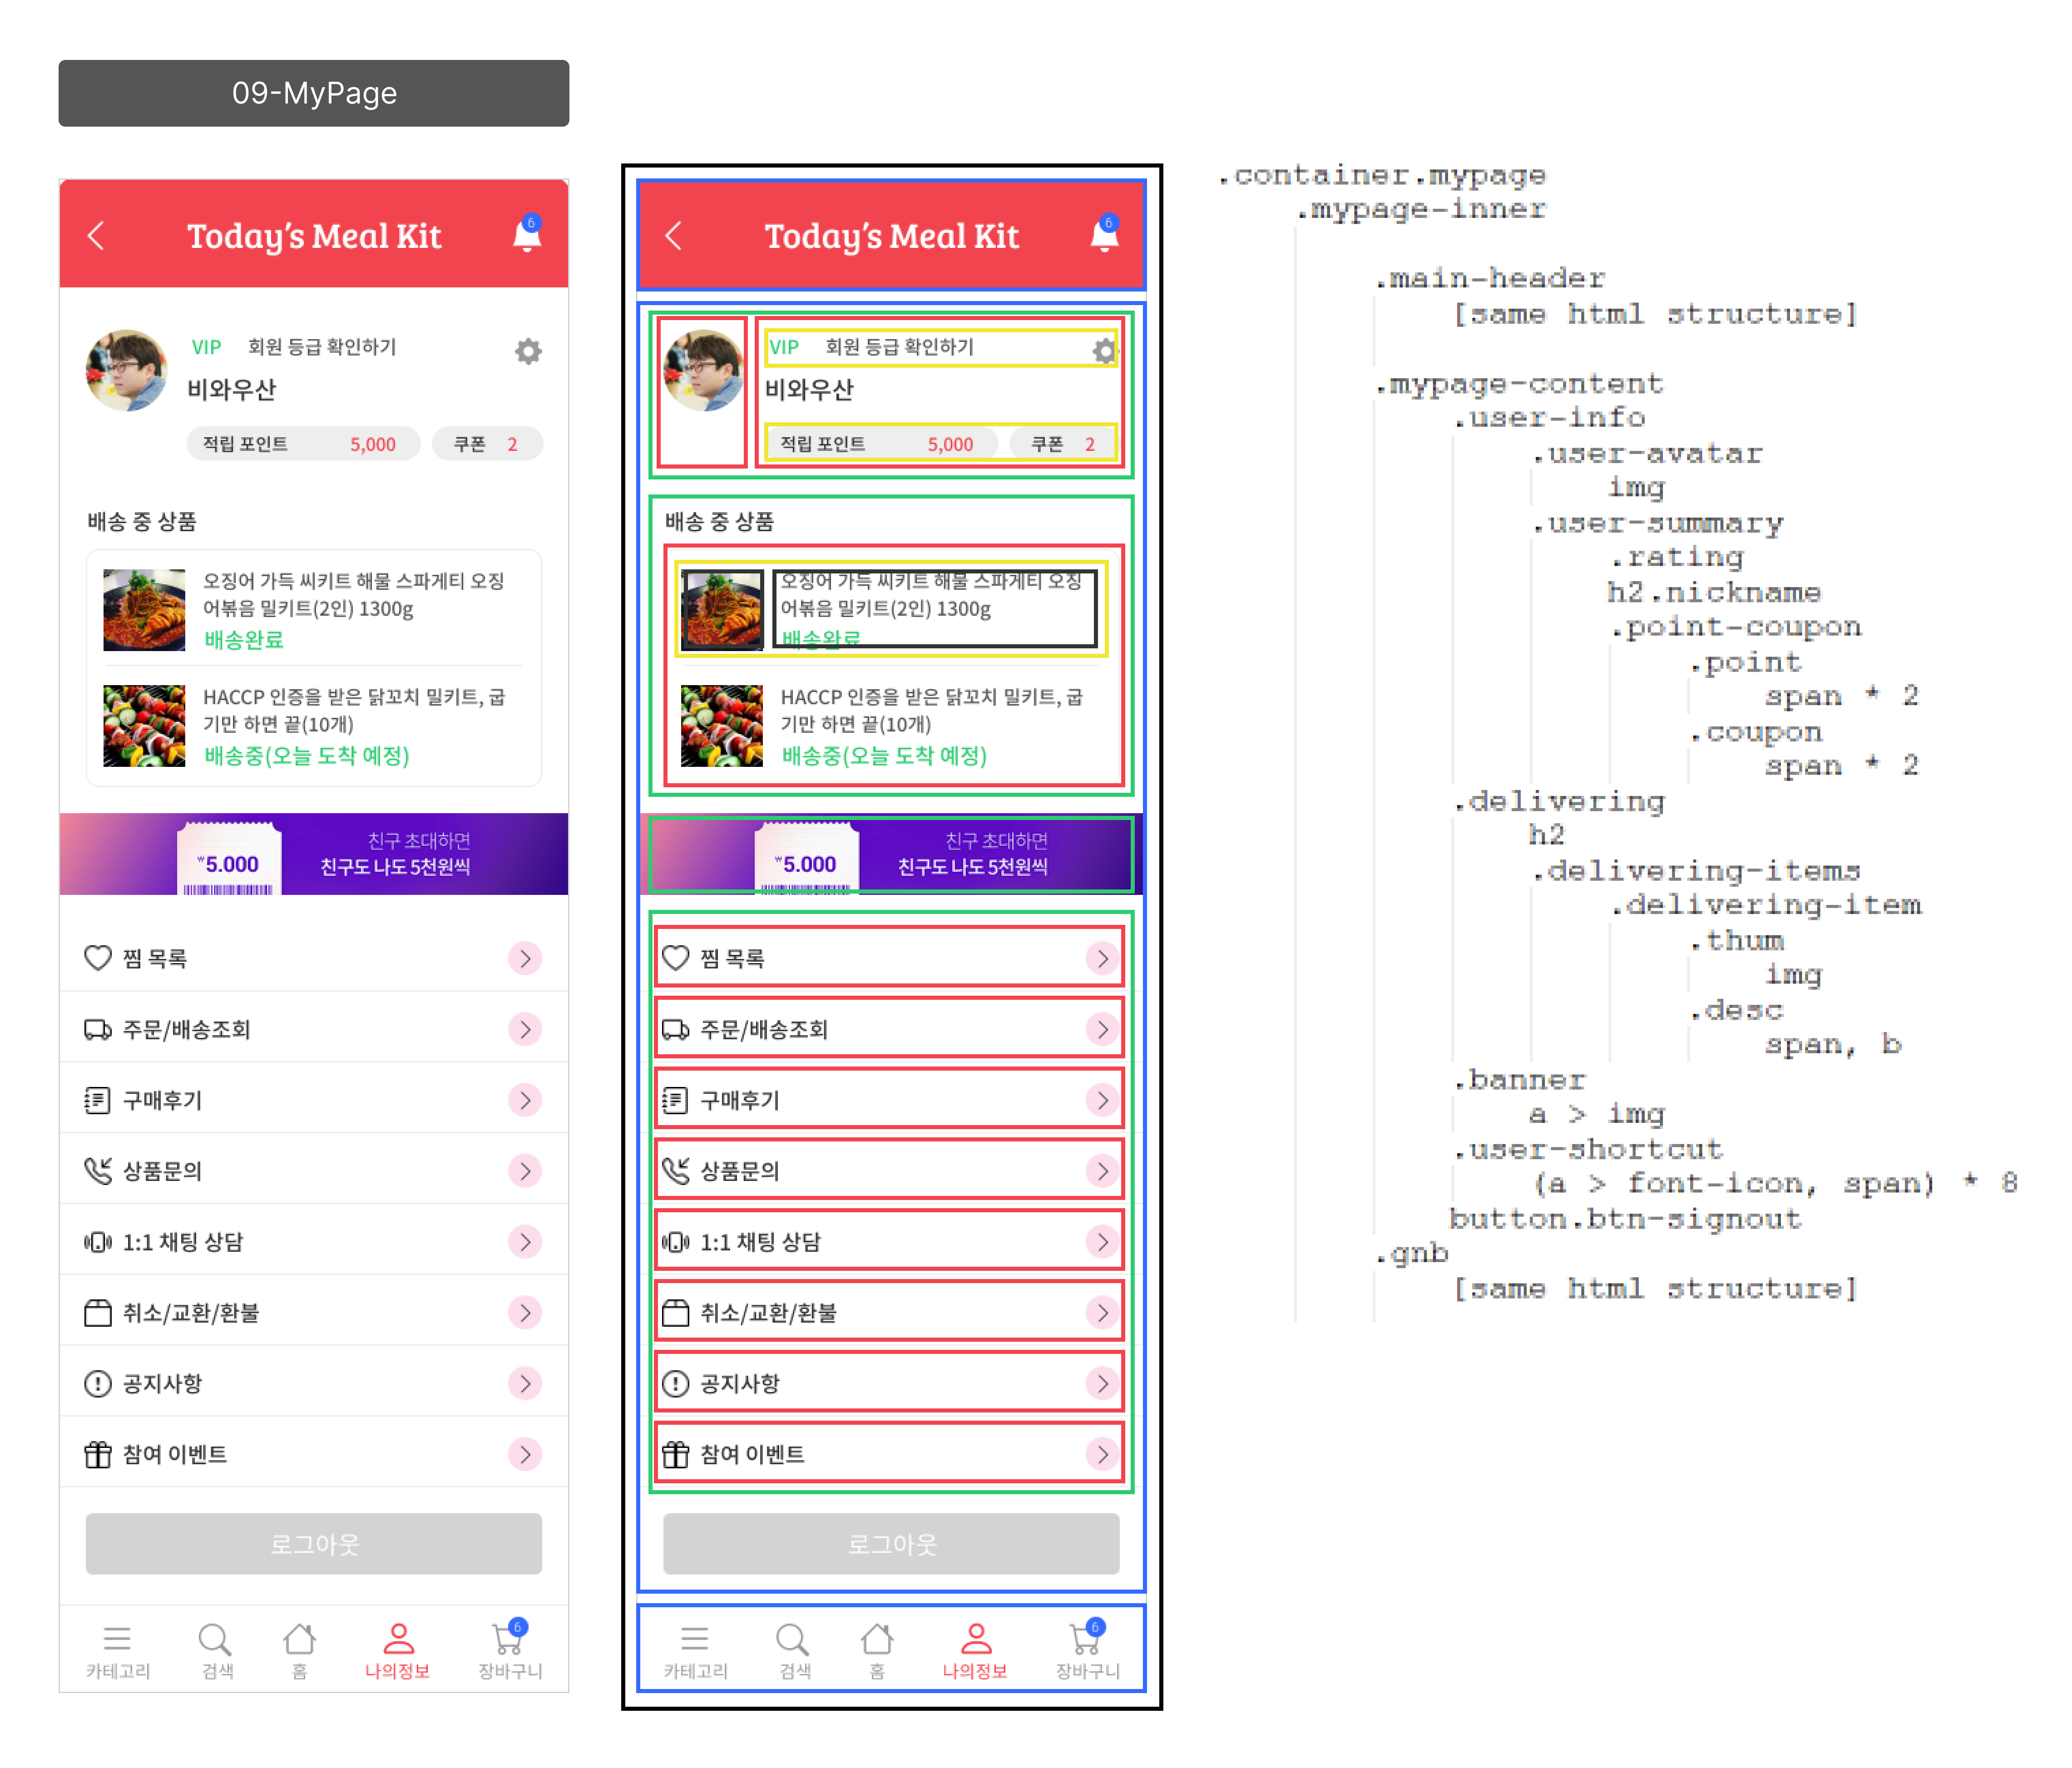 09-MyPage
Today's Meal Kit
6
VIP 회원 등급 확인하기
비와우산
적립 포인트 5,000 쿠폰 2
배송 중 상품
오징어 가득 씨키트 해물 스파게티 오징
어볶음 밀키트(2인) 1300g
배송완료
HACCP 인증을 받은 닭꼬치 밀키트, 굽
기만 하면 끝(10개)
배송중(오늘 도착 예정)
₩5.000
친구 초대하면
친구도 나도 5천원씩
찜 목록
주문/배송조회
구매후기
상품문의
1:1 채팅 상담
취소/교환/환불
공지사항
참여 이벤트
로그아웃
6
카테고리 검색 홈 나의정보 장바구니
Today's Meal Kit
6
VIP 회원 등급 확인하기
비와우산
적립 포인트 5,000 쿠폰 2
배송 중 상품
오징어 가득 씨키트 해물 스파게티 오징
어볶음 밀키트(2인) 1300g
배송완료
HACCP 인증을 받은 닭꼬치 밀키트, 굽
기만 하면 끝(10개)
배송중(오늘 도착 예정)
₩5.000
친구 초대하면
친구도 나도 5천원씩
찜 목록
주문/배송조회
구매후기
상품문의
1:1 채팅 상담
취소/교환/환불
공지사항
참여 이벤트
로그아웃
6
카테고리 검색 홈 나의정보 장바구니
.container.mypage
.mypage-inner
.main-header
[same html structure]
.mypage-content
.user-info
.user-avatar
img
.user-summary
.rating
h2.nickname
.point-coupon
.point
span * 2
.coupon
span * 2
.delivering
h2
.delivering-items
.delivering-item
.thum
img
.desc
span, b
.banner
a > img
.user-shortcut
(a > font-icon, span) * 8
button.btn-signout
.gnb
[same html structure]